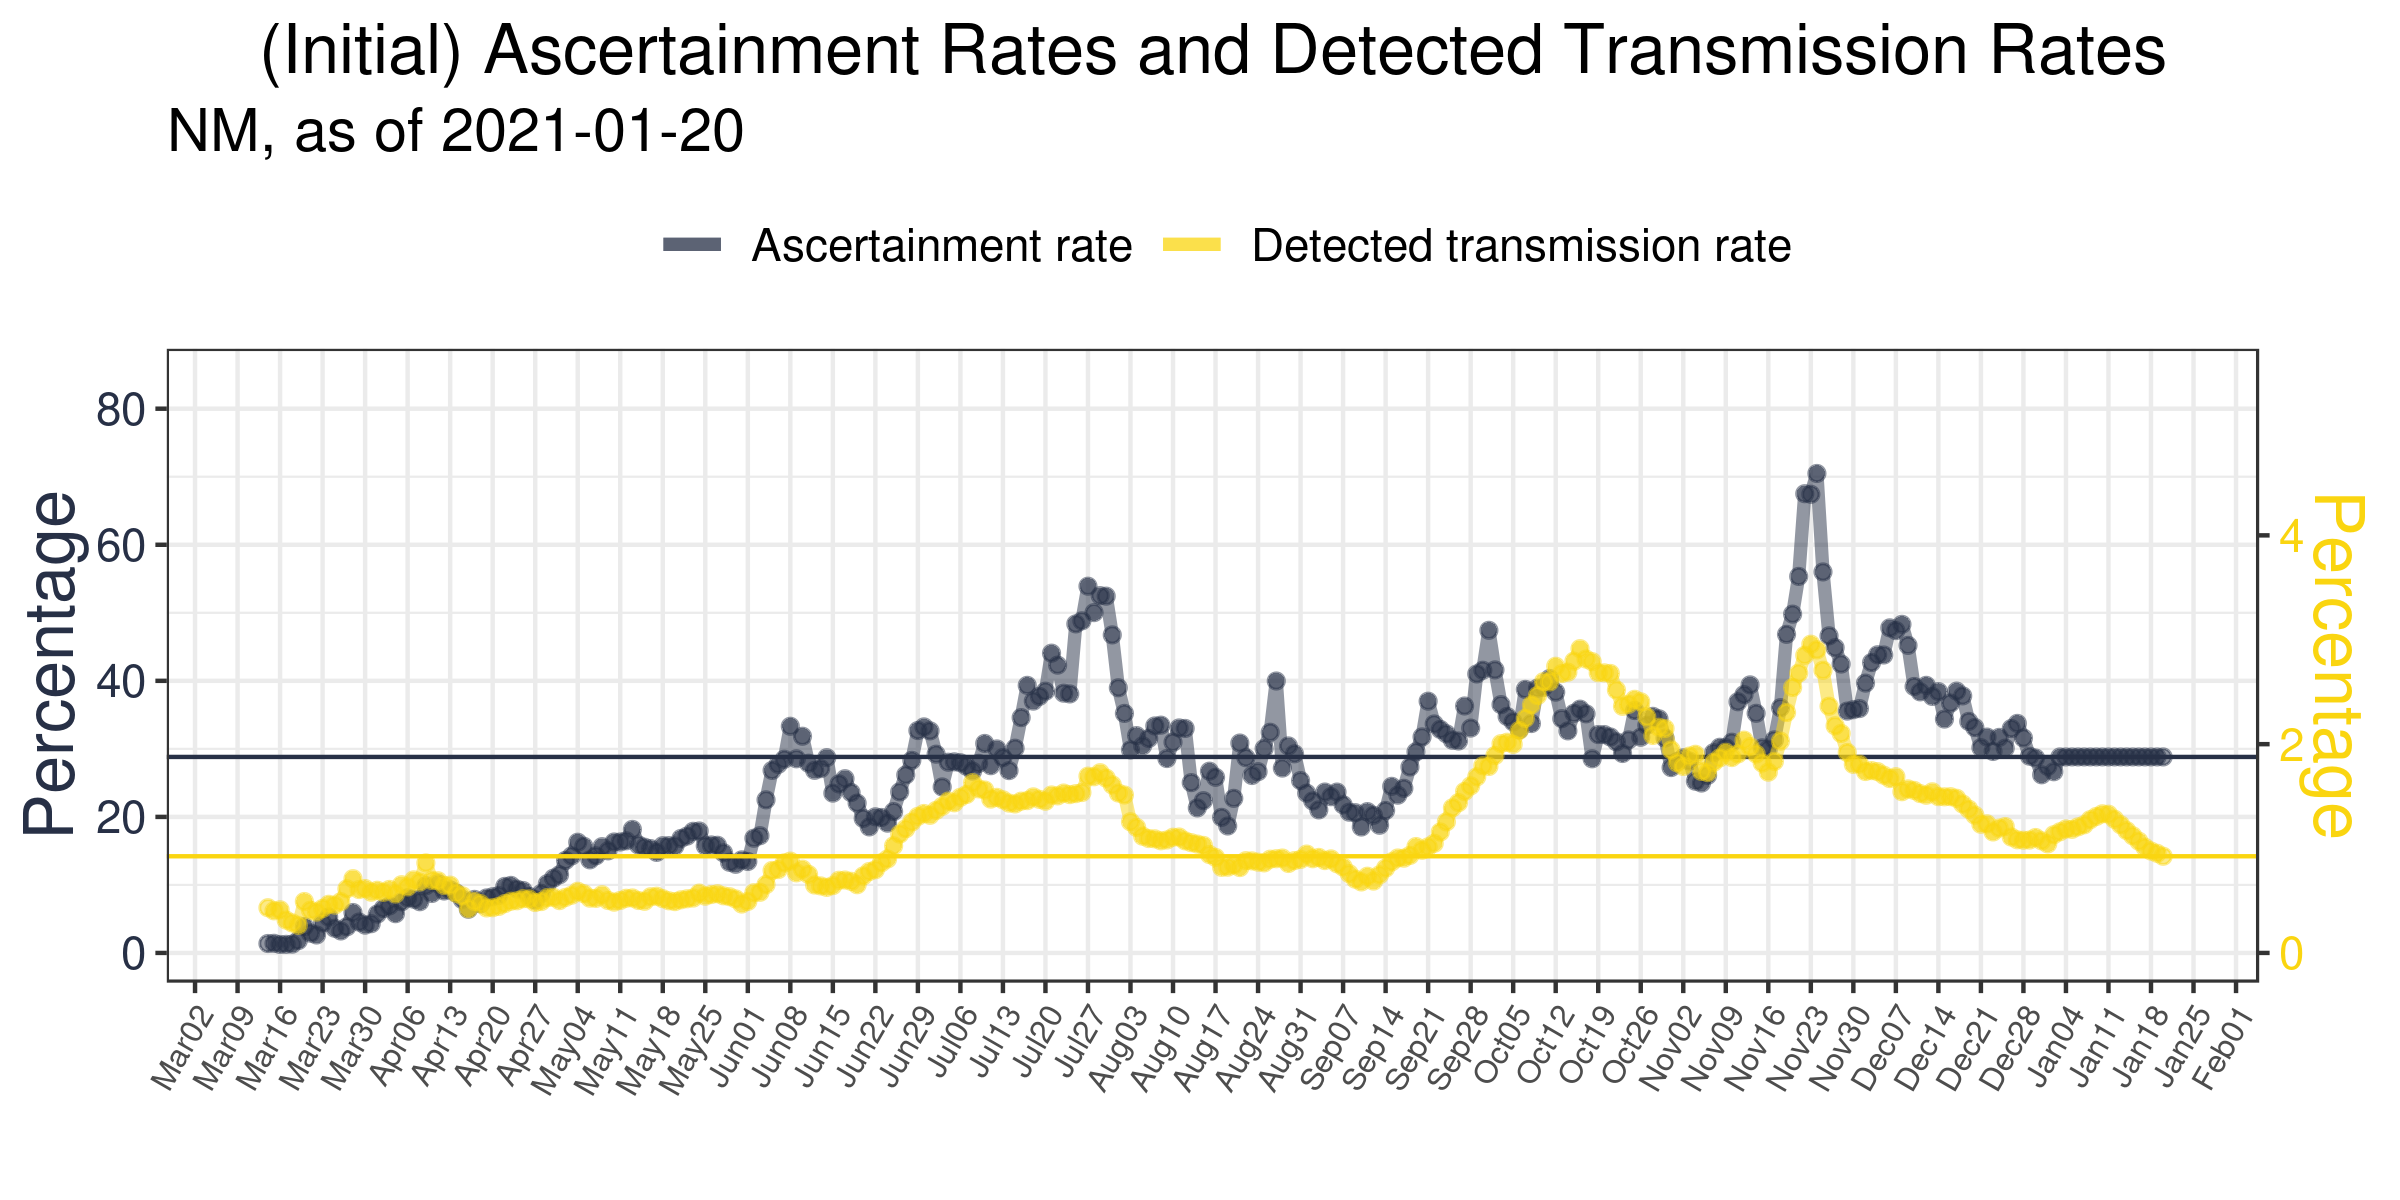 (Initial) Ascertainment Rates and Detected Transmission Rates
NM, as of 2021-01-20
Ascertainment rate
Detected transmission rate
Percentage
80
60
40
20
0
4
2
0
Percentage
Mar02
Mar09
Mar16
Mar23
Mar30
Apr06
Apr13
Apr20
Apr27
May04
May11
May18
May25
Jun01
Jun08
Jun15
Jun22
Jun29
Jul06
Jul13
Jul20
Jul27
Aug03
Aug10
Aug17
Aug24
Aug31
Sep07
Sep14
Sep21
Sep28
Oct05
Oct12
Oct19
Oct26
Nov02
Nov09
Nov16
Nov23
Nov30
Dec07
Dec14
Dec21
Dec28
Jan04
Jan11
Jan18
Jan25
Feb01